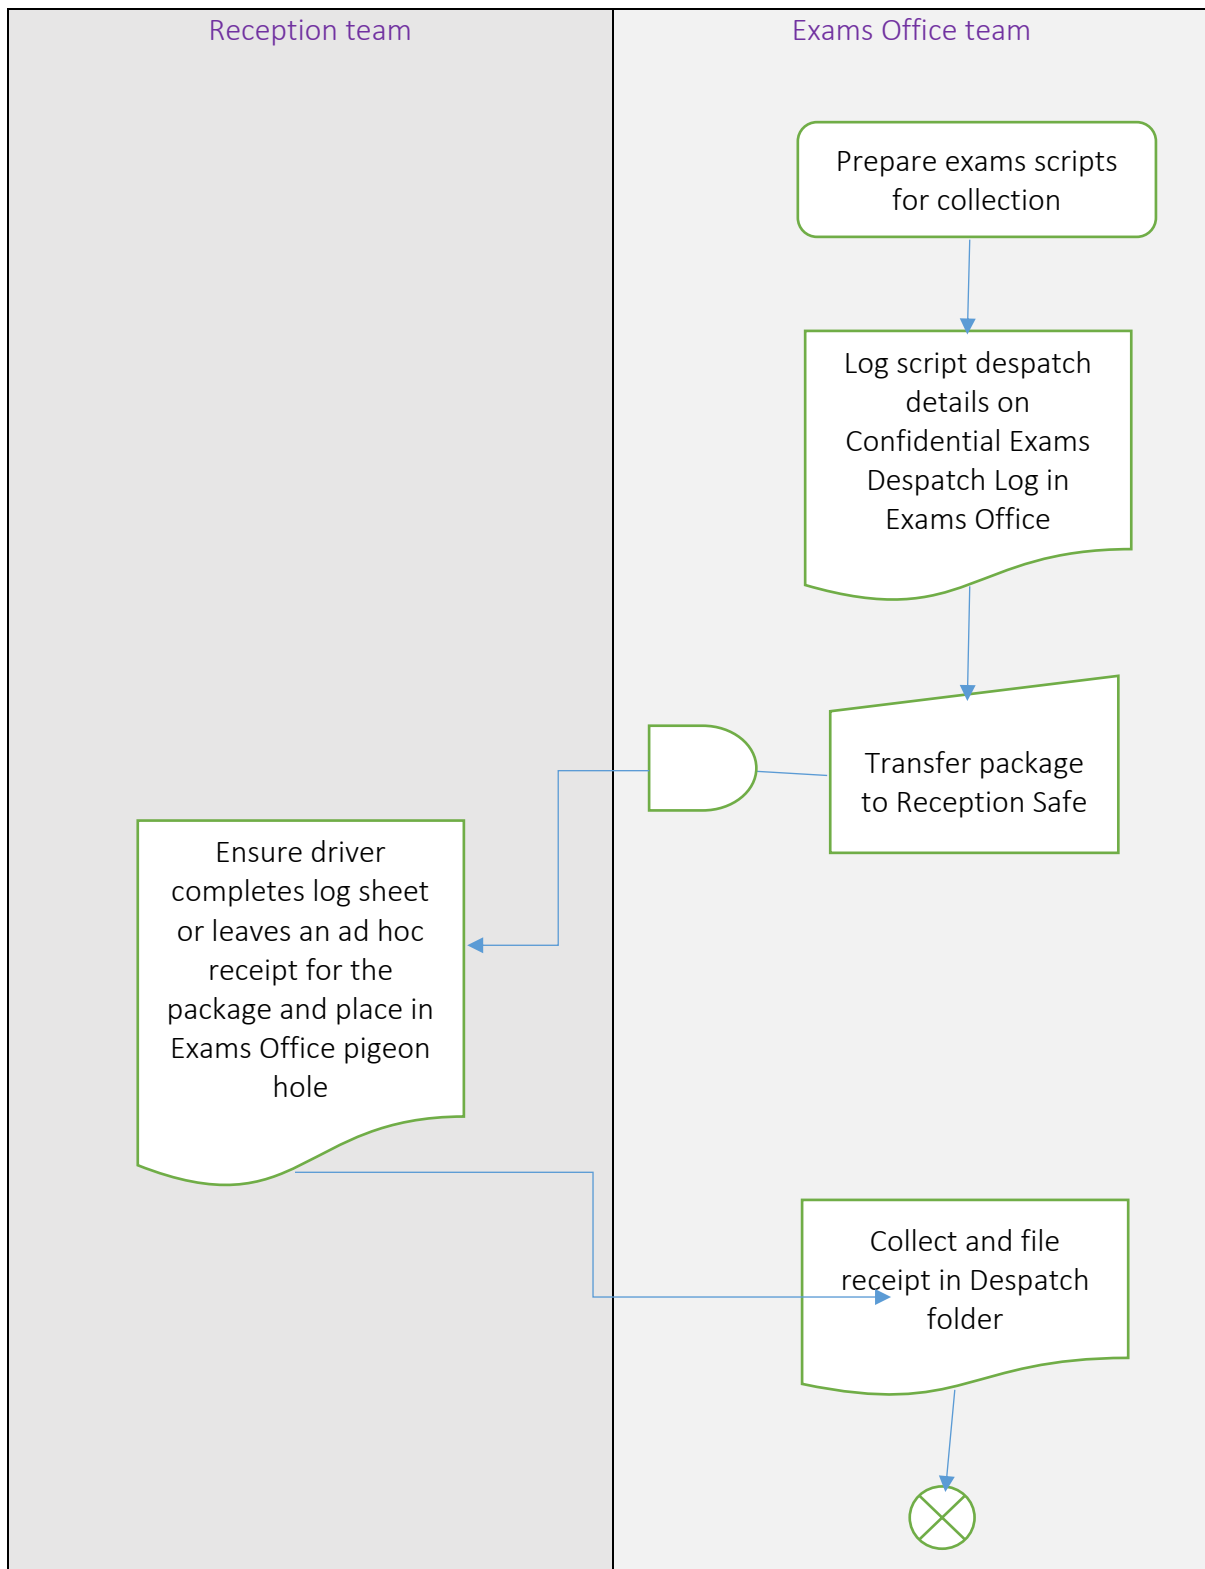 Reception team
Exams Office team
Prepare exams scripts
for collection
Log script despatch
details on
Confidential Exams
Despatch Log in
Exams Office
Transfer package
to Reception Safe
Ensure driver
completes log sheet
or leaves an ad hoc
receipt for the
package and place in
Exams Office pigeon
hole
Collect and file
receipt in Despatch
folder